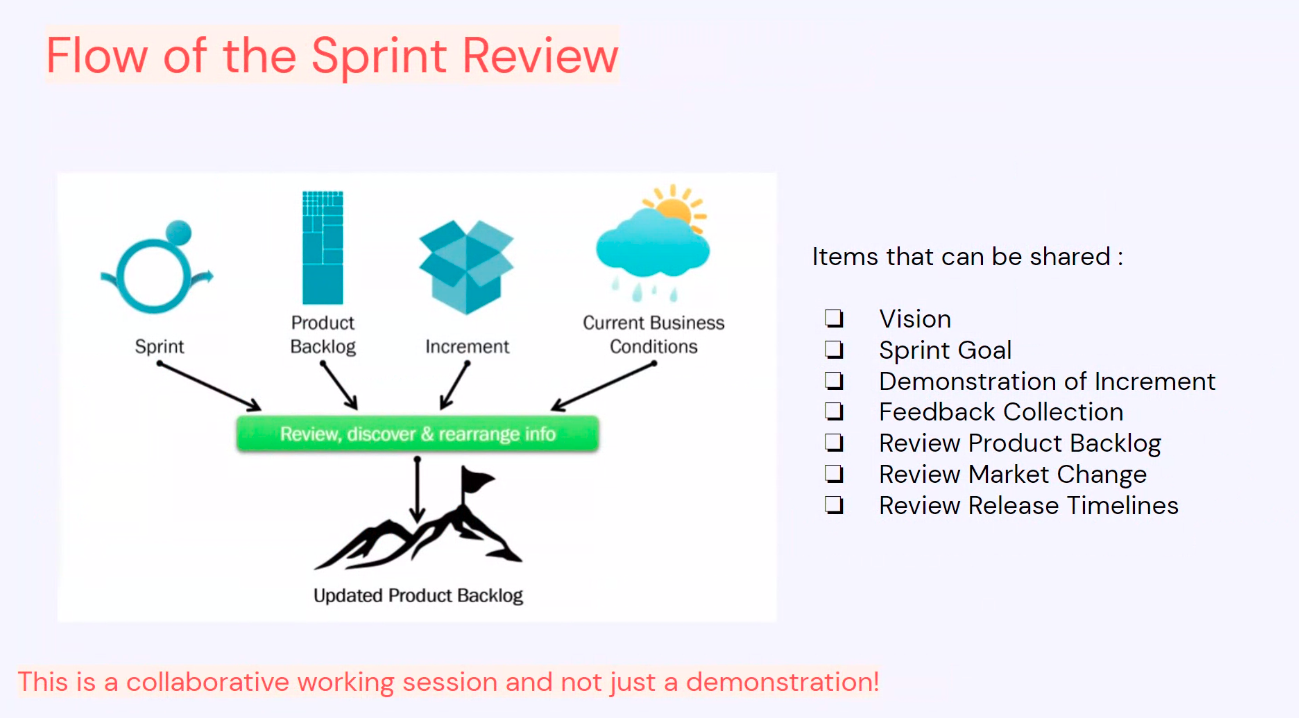 Flow of the Sprint Review
Sprint
Product
Backlog
Increment
Current Business
Conditions
Review, discover & rearrange info
Updated Product Backlog
Items that can be shared :
❏ Vision
❏ Sprint Goal
❏ Demonstration of Increment
❏ Feedback Collection
❏ Review Product Backlog
❏ Review Market Change
❏ Review Release Timelines
This is a collaborative working session and not just a demonstration!